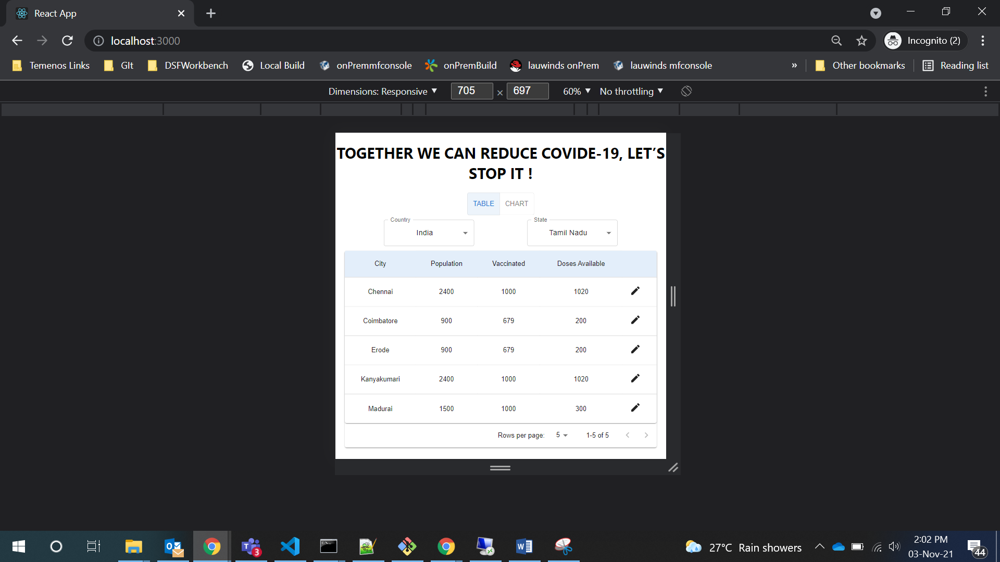 React App
localhost:3000
Incognito (2)
Temenos Links GIt DSFWorkbench Local Build onPremmfconsole onPremBuild lauwinds onPrem lauwinds mfconsole » Other bookmarks Reading list
Dimensions: Responsive 705 × 697 60% No throttling
TOGETHER WE CAN REDUCE COVIDE-19, LET’S
STOP IT !
TABLE CHART
Country State
India Tamil Nadu
City Population Vaccinated Doses Available
Chennai 2400 1000 1020
Coimbatore 900 679 200
Erode 900 679 200
Kanyakumari 2400 1000 1020
Madurai 1500 1000 300
Rows per page: 5 1-5 of 5
27°C Rain showers
2:02 PM
03-Nov-21
3
44